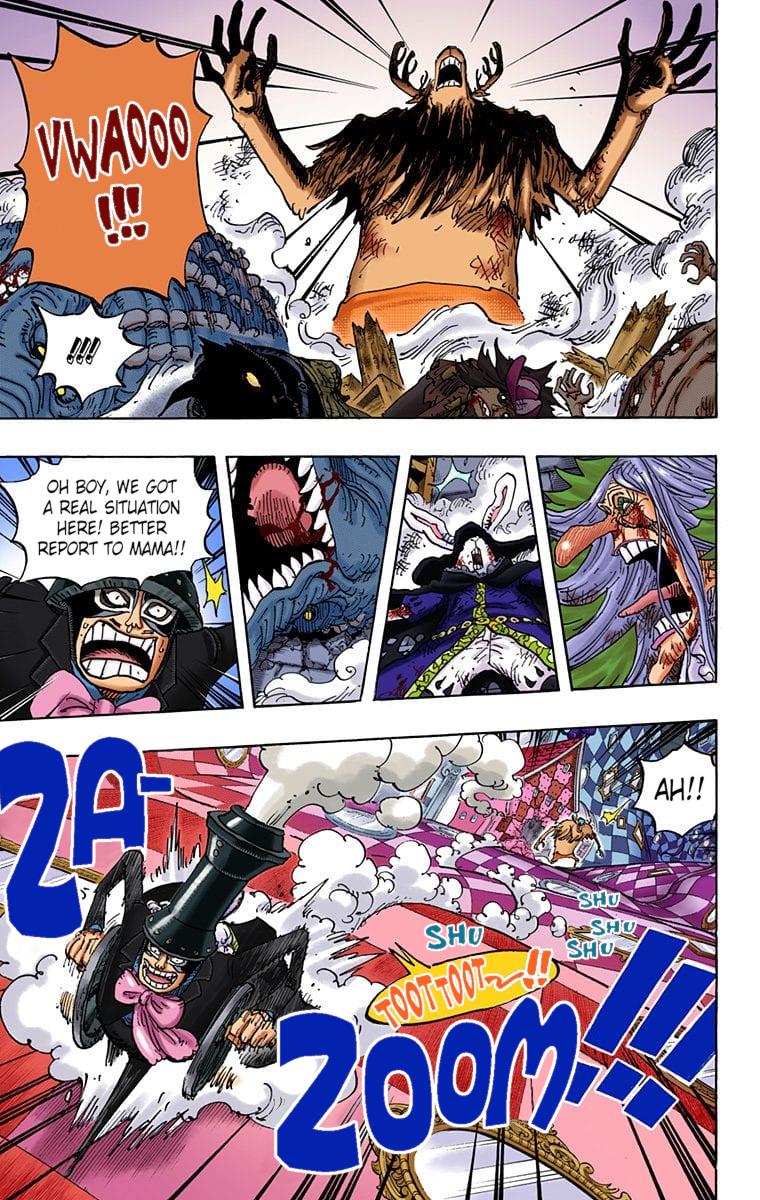 VWAOOO
!!!
!!!
OH BOY, WE GOT
A REAL SITUATION
HERE! BETTER
REPORT TO MAMA!!
AH!!
ZA-
SHU
SHU
SHU
SHU
TOOT TOOT~!!
ZOOM!!!